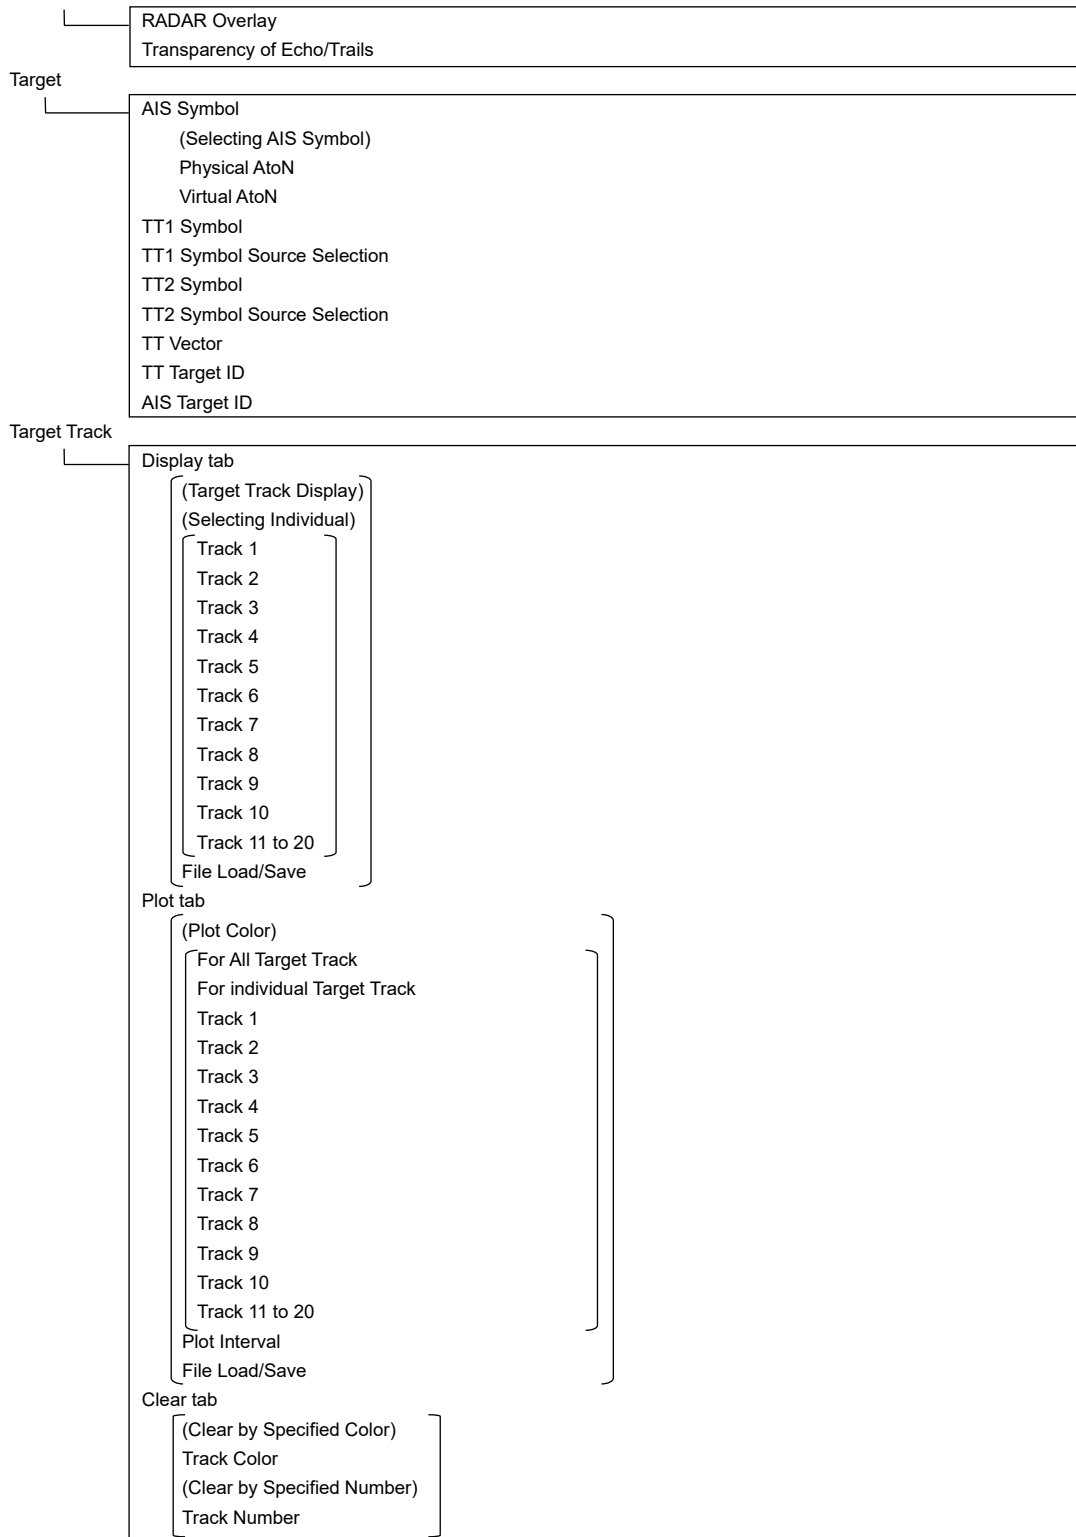 RADAR Overlay
Transparency of Echo/Trails
Target
AIS Symbol
(Selecting AIS Symbol)
Physical AtoN
Virtual AtoN
TT1 Symbol
TT1 Symbol Source Selection
TT2 Symbol
TT2 Symbol Source Selection
TT Vector
TT Target ID
AIS Target ID
Target Track
Display tab
(Target Track Display)
(Selecting Individual)
Track 1
Track 2
Track 3
Track 4
Track 5
Track 6
Track 7
Track 8
Track 9
Track 10
Track 11 to 20
File Load/Save
Plot tab
(Plot Color)
For All Target Track
For individual Target Track
Track 1
Track 2
Track 3
Track 4
Track 5
Track 6
Track 7
Track 8
Track 9
Track 10
Track 11 to 20
Plot Interval
File Load/Save
Clear tab
(Clear by Specified Color)
Track Color
(Clear by Specified Number)
Track Number